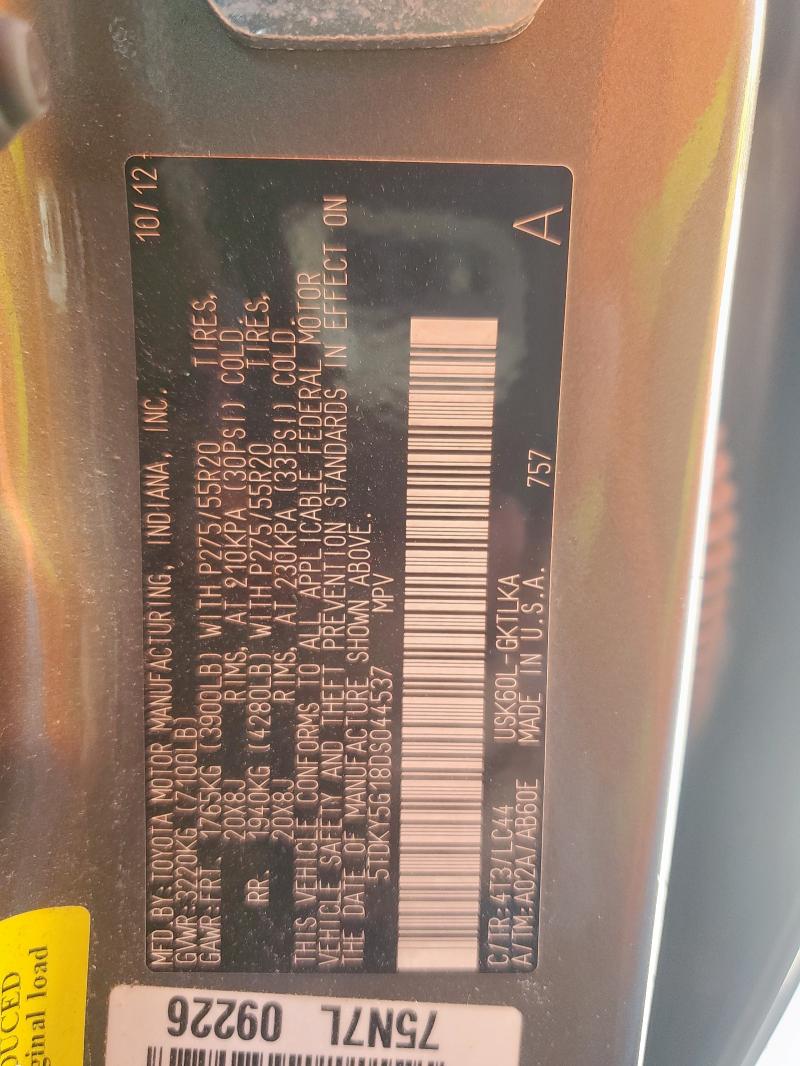 MFD BY:TOYOTA MOTOR MANUFACTURING, INDIANA, INC. 10/12
GVWR:3220KG(7100LB)
GAWR:FRT. 1765KG (3900LB) WITH P275/55R20 TIRES,
20X8J RIMS, AT 210KPA (30PSI) COLD.
RR. 1940KG (4280LB) WITH P275/55R20 TIRES,
20X8J RIMS, AT 230KPA (33PSI) COLD.
THIS VEHICLE CONFORMS TO ALL APPLICABLE FEDERAL MOTOR
VEHICLE SAFETY AND THEFT PREVENTION STANDARDS IN EFFECT ON
THE DATE OF MANUFACTURE SHOWN ABOVE.
5TDKY5G18DS044537 MPV
C/TR:4T3/LC44 USK60L-GKTLKA
A/TM:A02A/AB60E MADE IN U.S.A. 757 A
75N7L
09226
DUCED
ginal load